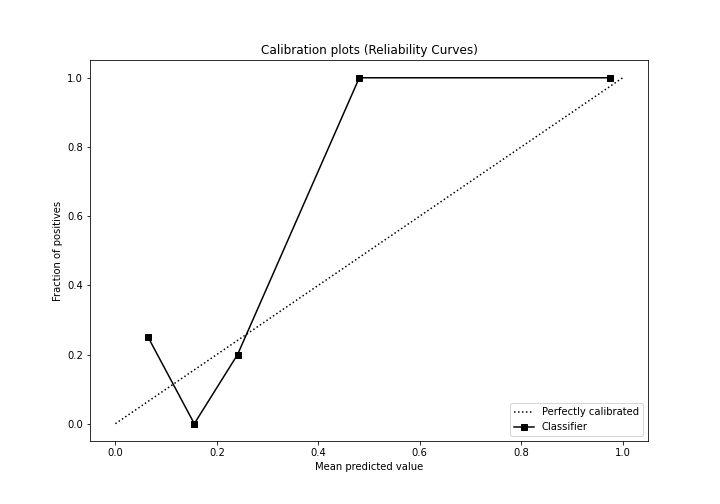 Calibration plots (Reliability Curves)
1.0
0.8
0.6
0.4
0.2
0.0
Fraction of positives
0.0 0.2 0.4 0.6 0.8 1.0
Mean predicted value
Perfectly calibrated
Classifier